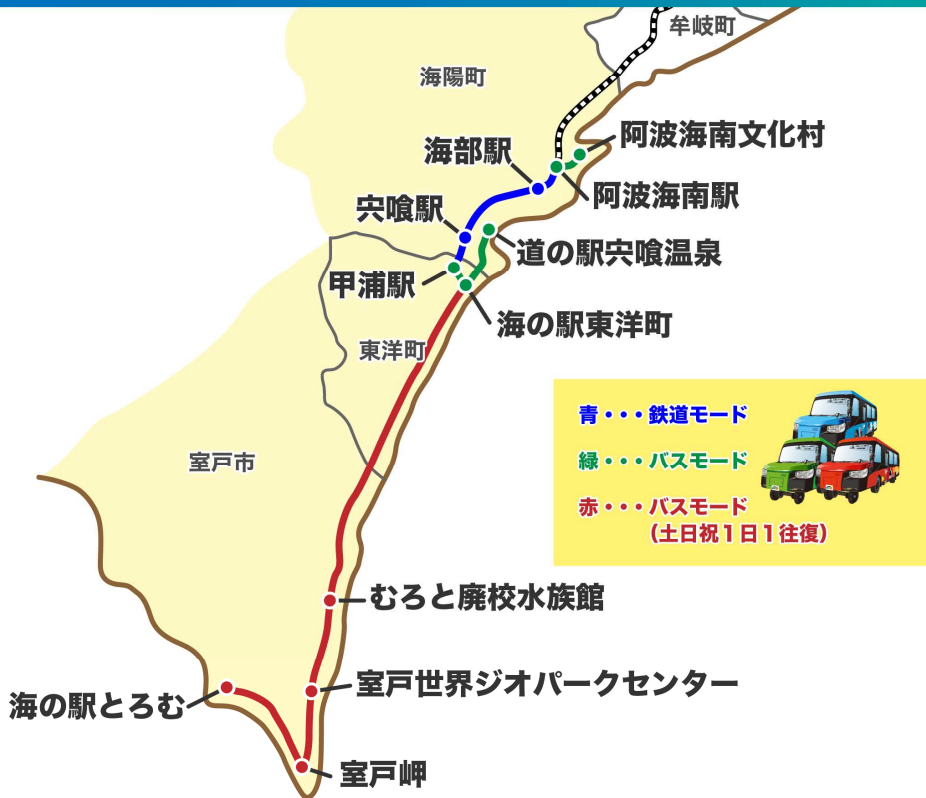 牟岐町
海陽町
阿波海南文化村
海部駅
阿波海南駅
宍喰駅
道の駅宍喰温泉
甲浦駅
海の駅東洋町
東洋町
青・・・鉄道モード
緑・・・バスモード
赤・・・バスモード
(土日祝1日1往復)
室戸市
むろと廃校水族館
室戸世界ジオパークセンター
海の駅とろむ
室戸岬